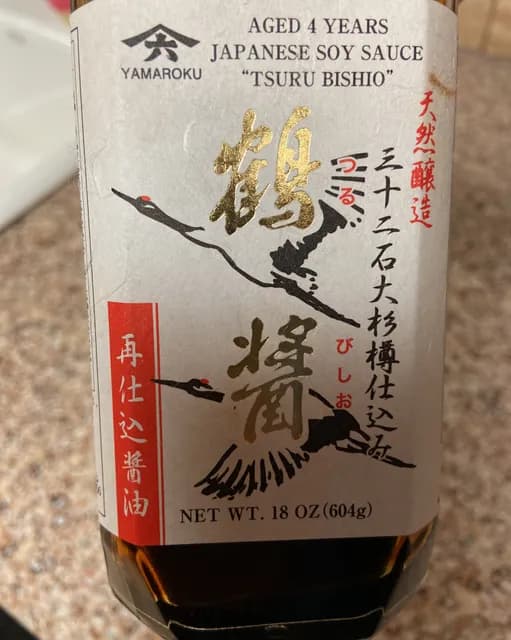 AGED 4 YEARS
JAPANESE SOY SAUCE
“TSURU BISHIO”
六
YAMAROKU
天然醸造
三十二石大杉樽仕込み
鶴
つる
醬
びしお
再仕込醤油
NET WT. 18 OZ (604g)